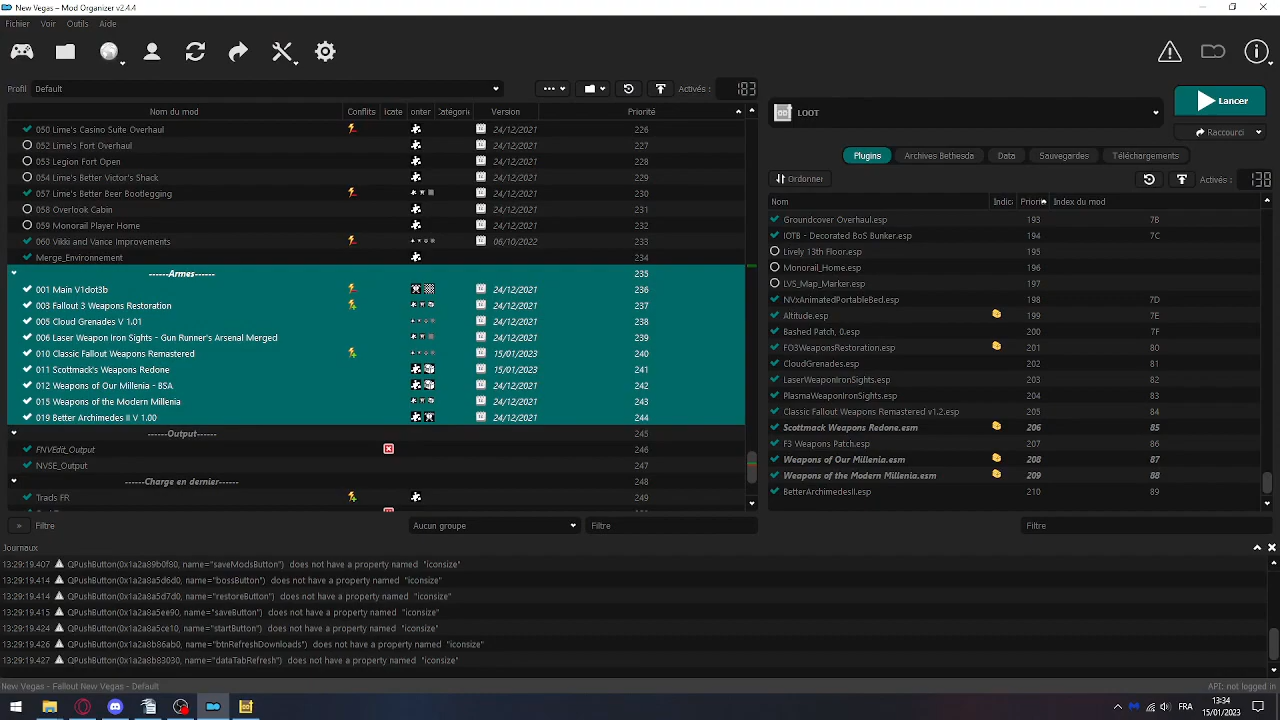 New Vegas – Mod Organizer v2.4.4
Fichier Voir Outils Aide
Profil Default Activés : 183
Nom du mod Conflits Version Priorité
050 Lime's Casino Suite Overhaul 24/12/2021 226
052 Lime's Fort Overhaul 24/12/2021 227
053 Legion Fort Open 24/12/2021 228
054 Lime's Better Victor's Shack 24/12/2021 229
057 Lime's Better Beer Bootlegging 24/12/2021 230
058 Overlook Cabin 24/12/2021 231
059 Monorail Player Home 24/12/2021 232
060 Vikki and Vance Improvements 06/10/2022 233
Merge_Environnement 234
------Armes------ 235
001 Main V1dot3b 24/12/2021 236
003 Fallout 3 Weapons Restoration 24/12/2021 237
005 Cloud Grenades V 1.01 24/12/2021 238
006 Laser Weapon Iron Sights - Gun Runner's Arsenal Merged 24/12/2021 239
010 Classic Fallout Weapons Remastered 15/01/2023 240
011 Scottmack's Weapons Redone 15/01/2023 241
012 Weapons of Our Millenia - BSA 24/12/2021 242
015 Weapons of the Modern Millenia 24/12/2021 243
019 Better Archimedes II V 1.00 24/12/2021 244
------Output------ 245
FNVEdit_Output 246
NVSE_Output 247
------Charge en dernier------ 248
Trads FR 249
» Filtre Aucun groupe Filtre
LOOT
Lancer
Raccourci
Plugins Archives Bethesda Data Sauvegardes Téléchargements
Ordonner Activés : 138
Nom Indica Priorité Index du mod
Groundcover Overhaul.esp 193 7B
IOTB - Decorated BoS Bunker.esp 194 7C
Lively 13th Floor.esp 195
Monorail_Home.esp 196
LVS_Map_Marker.esp 197
NVxAnimatedPortableBed.esp 198 7D
Altitude.esp 199 7E
Bashed Patch, 0.esp 200 7F
FO3WeaponsRestoration.esp 201 80
CloudGrenades.esp 202 81
LaserWeaponIronSights.esp 203 82
PlasmaWeaponIronSights.esp 204 83
Classic Fallout Weapons Remastered v1.2.esp 205 84
Scottmack Weapons Redone.esm 206 85
F3 Weapons Patch.esp 207 86
Weapons of Our Millenia.esm 208 87
Weapons of the Modern Millenia.esm 209 88
BetterArchimedesII.esp 210 89
Filtre
Journaux
13:29:19.407 QPushButton(0x1a2a89b0f80, name="saveModsButton") does not have a property named "iconsize"
13:29:19.414 QPushButton(0x1a2a8a5d6d0, name="bossButton") does not have a property named "iconsize"
13:29:19.414 QPushButton(0x1a2a8a5d7d0, name="restoreButton") does not have a property named "iconsize"
13:29:19.415 QPushButton(0x1a2a8a5ee90, name="saveButton") does not have a property named "iconsize"
13:29:19.424 QPushButton(0x1a2a8a5ce10, name="startButton") does not have a property named "iconsize"
13:29:19.426 QPushButton(0x1a2a8b86ab0, name="btnRefreshDownloads") does not have a property named "iconsize"
13:29:19.427 QPushButton(0x1a2a8b83030, name="dataTabRefresh") does not have a property named "iconsize"
New Vegas - Fallout New Vegas - Default API: not logged in
FRA 13:34
15/01/2023